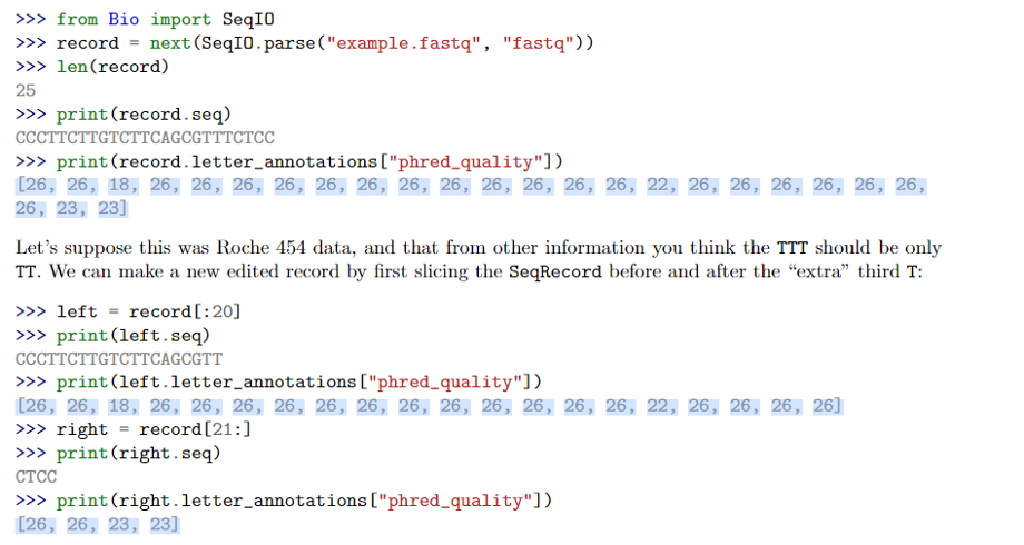 >>> from Bio import SeqIO
>>> record = next(SeqIO.parse("example.fastq", "fastq"))
>>> len(record)
25
>>> print(record.seq)
CCCTTCTTGTCTTCAGCGTTTCTCC
>>> print(record.letter_annotations["phred_quality"])
[26, 26, 18, 26, 26, 26, 26, 26, 26, 26, 26, 26, 26, 26, 26, 22, 26, 26, 26, 26, 26, 26,
26, 23, 23]
Let's suppose this was Roche 454 data, and that from other information you think the TTT should be only
TT. We can make a new edited record by first slicing the SeqRecord before and after the “extra” third T:
>>> left = record[:20]
>>> print(left.seq)
CCCTTCTTGTCTTCAGCGTT
>>> print(left.letter_annotations["phred_quality"])
[26, 26, 18, 26, 26, 26, 26, 26, 26, 26, 26, 26, 26, 26, 26, 22, 26, 26, 26, 26]
>>> right = record[21:]
>>> print(right.seq)
CTCC
>>> print(right.letter_annotations["phred_quality"])
[26, 26, 23, 23]